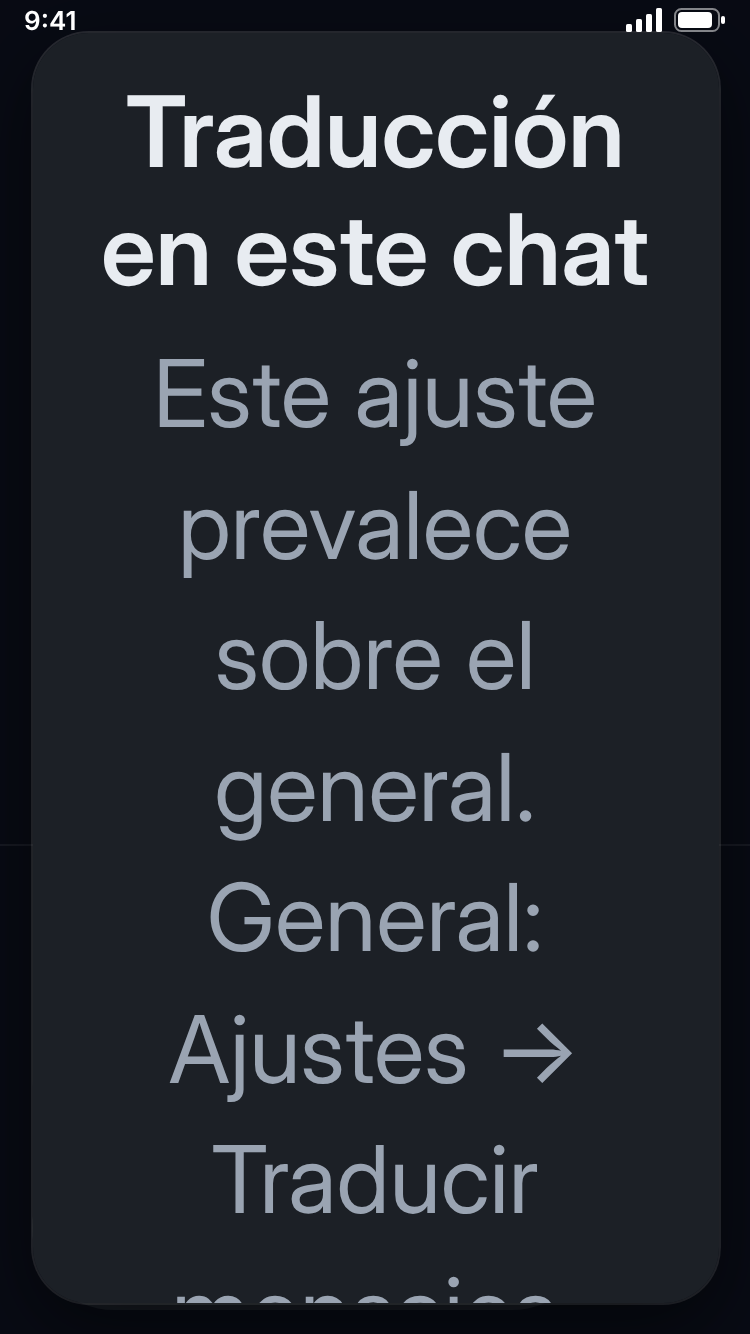 9:41
Traducción
en este chat
Este ajuste
prevalece
sobre el
general.
General:
Ajustes →
Traducir